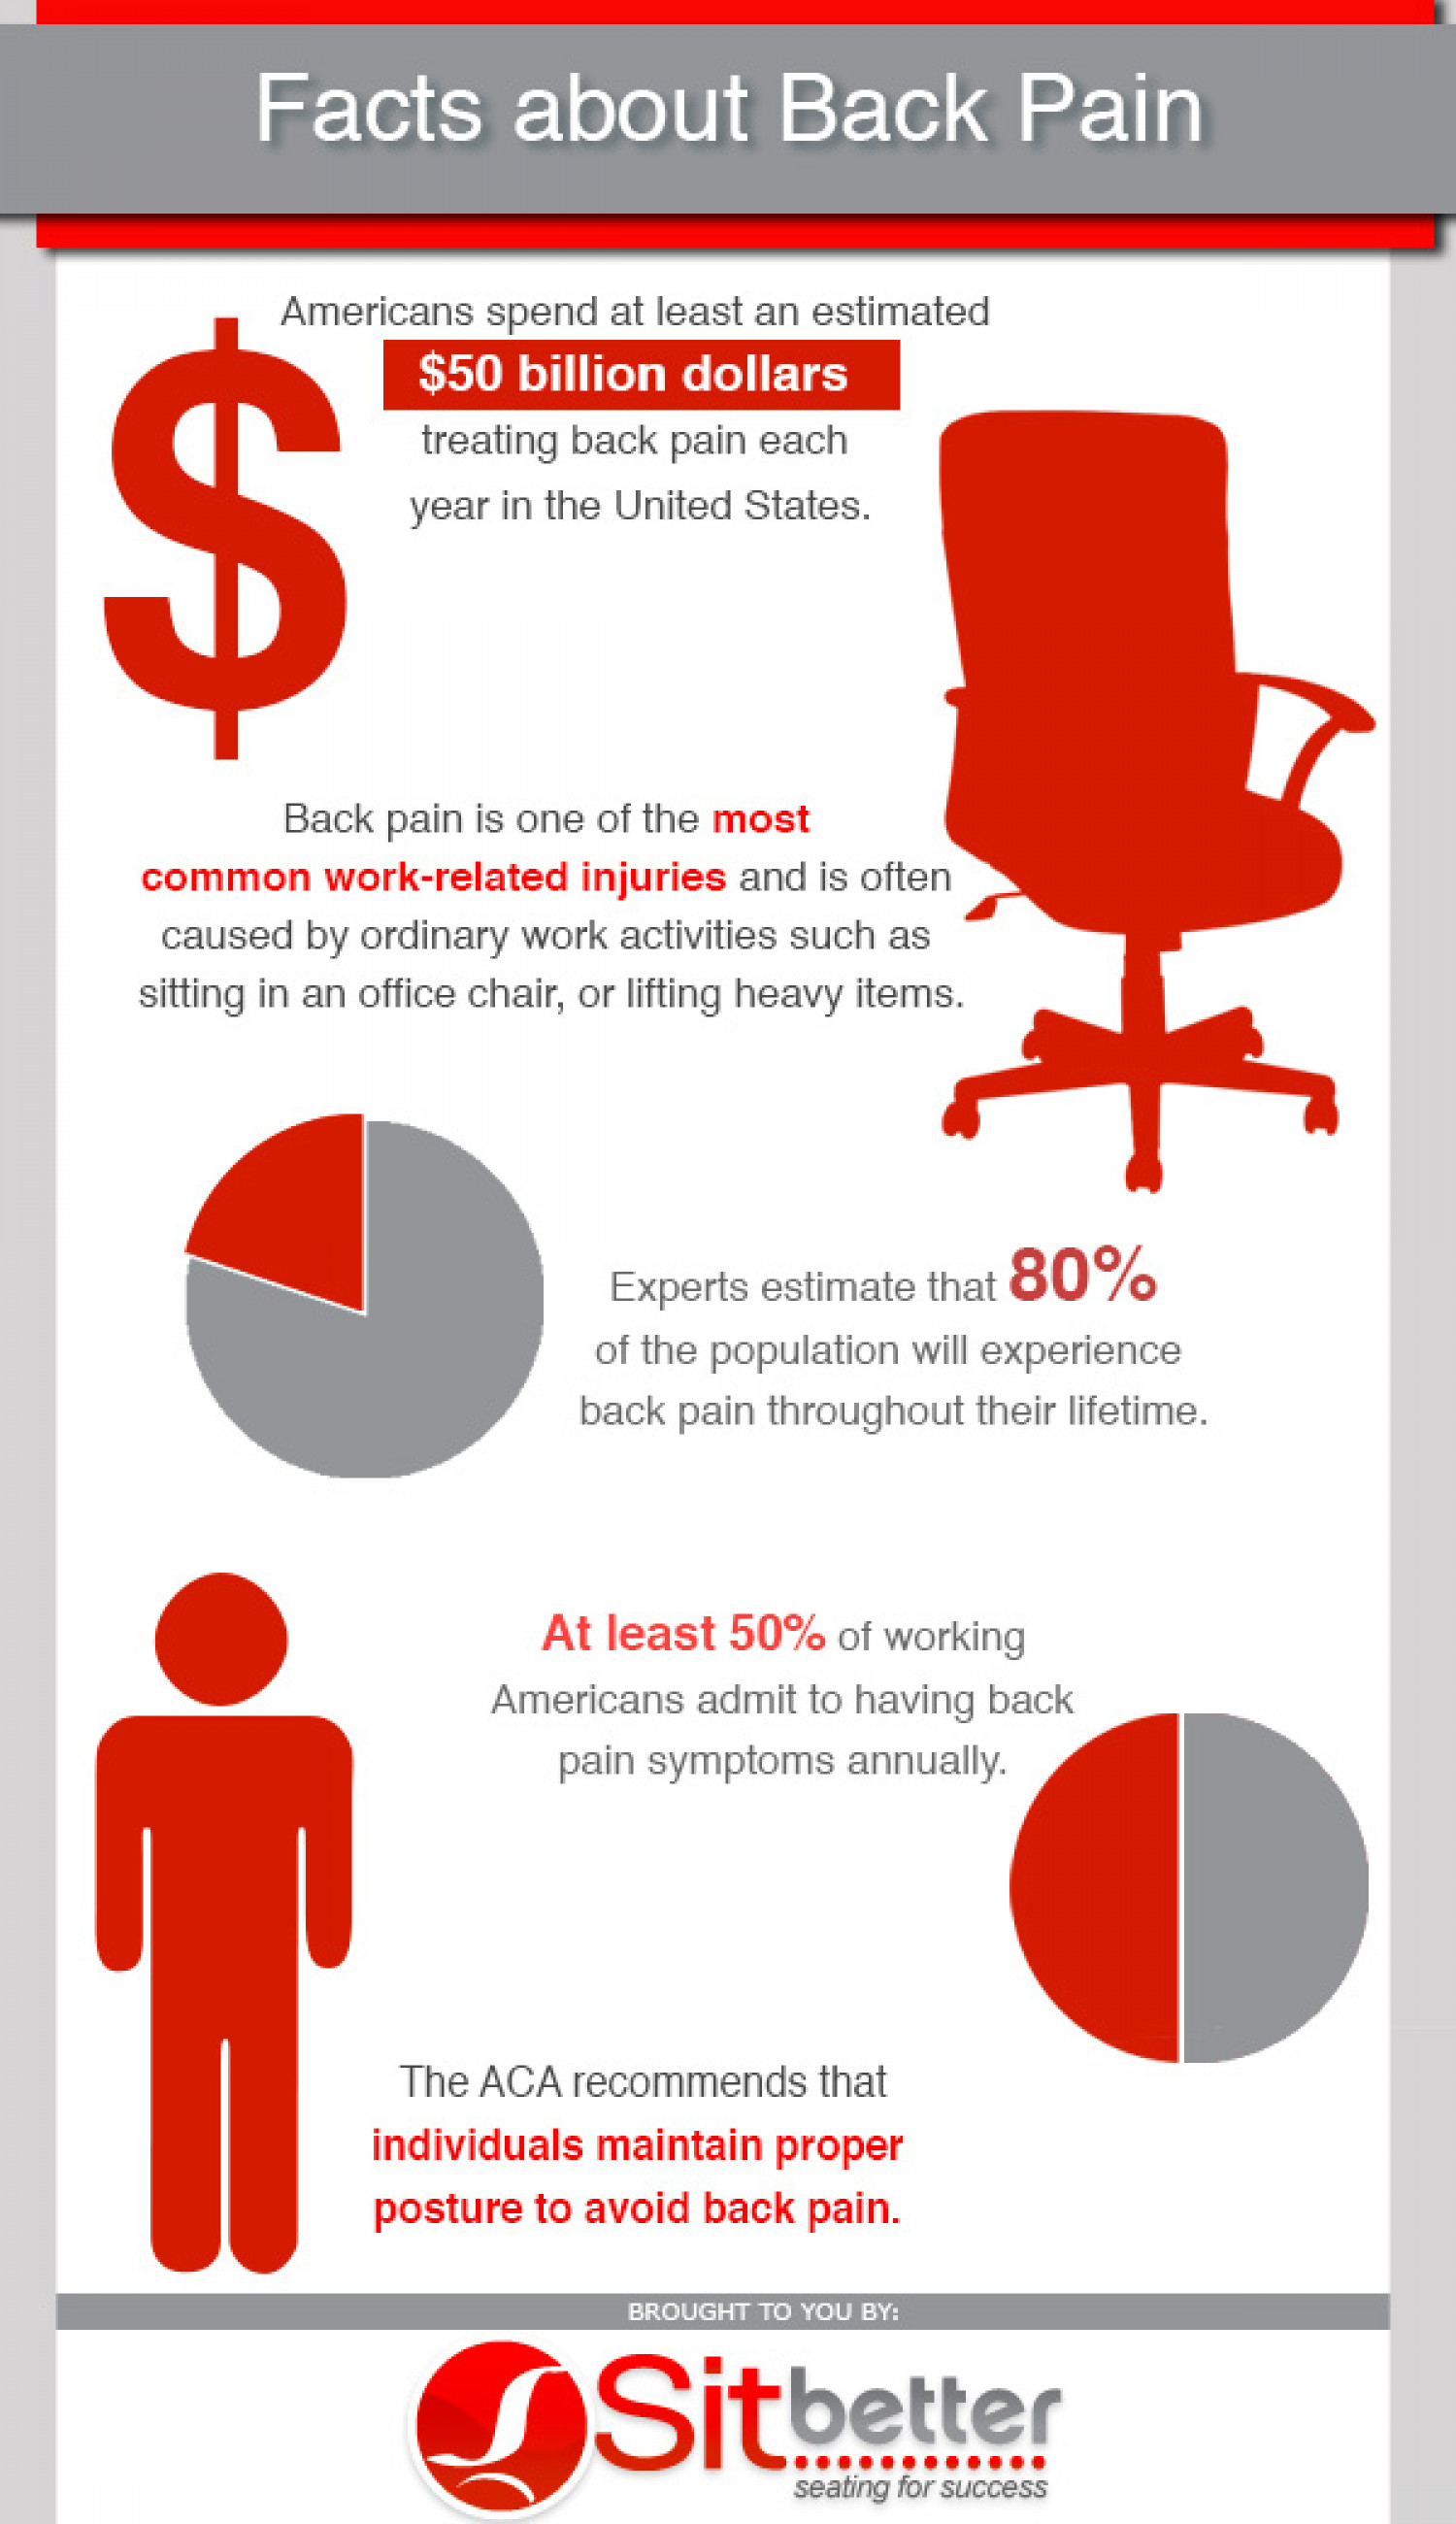 Facts about Back Pain
Americans spend at least an estimated
$50 billion dollars
treating back pain each
year in the United States.
Back pain is one of the most
common work-related injuries and is often
caused by ordinary work activities such as
sitting in an office chair, or lifting heavy items.
Experts estimate that 80%
of the population will experience
back pain throughout their lifetime.
At least 50% of working
Americans admit to having back
pain symptoms annually.
The ACA recommends that
individuals maintain proper
posture to avoid back pain.
BROUGHT TO YOU BY:
Sitbetter
seating for success